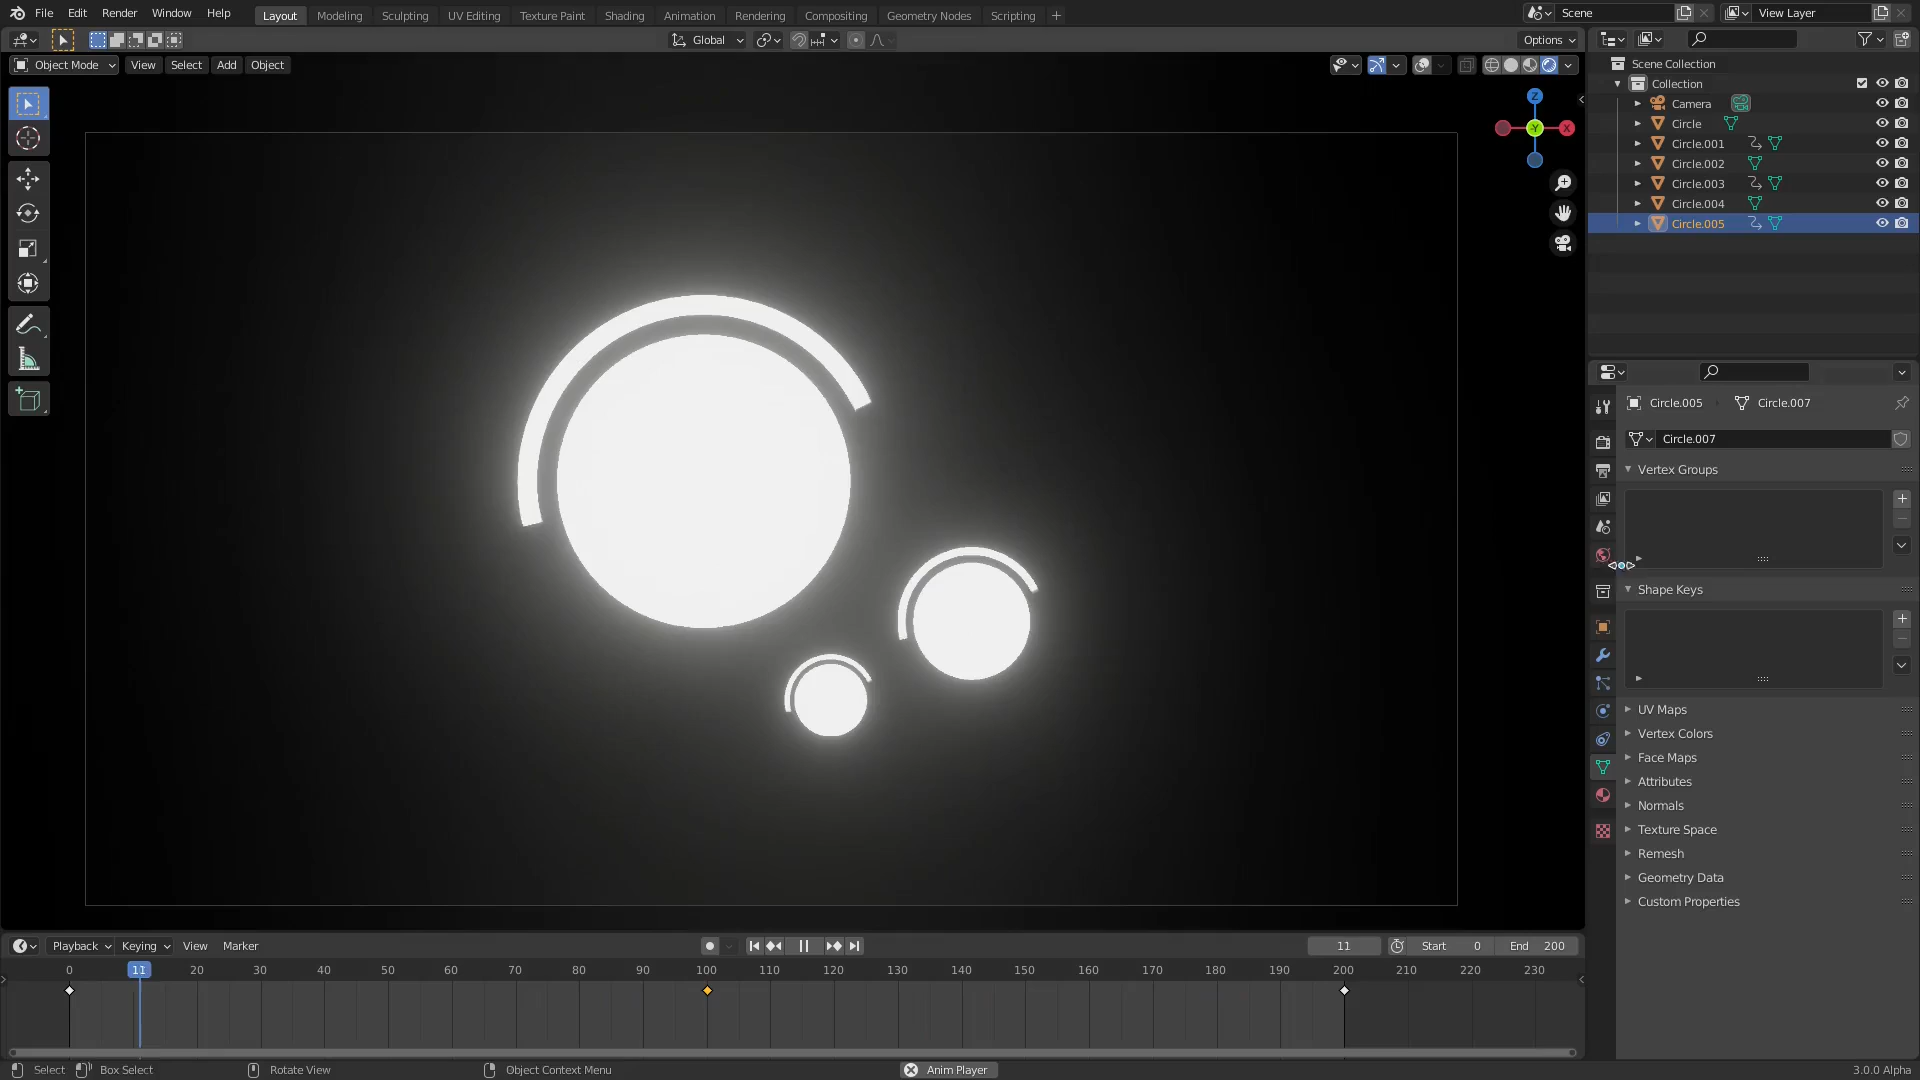 File Edit Render Window Help Layout Modeling Sculpting UV Editing Texture Paint Shading Animation Rendering Compositing Geometry Nodes Scripting Scene View Layer
Global Options
Object Mode View Select Add Object
Z
Y X
Scene Collection
Collection
Camera
Circle
Circle.001
Circle.002
Circle.003
Circle.004
Circle.005
Circle.005 Circle.007
Circle.007
Vertex Groups
Shape Keys
UV Maps
Vertex Colors
Face Maps
Attributes
Normals
Texture Space
Remesh
Geometry Data
Custom Properties
Playback Keying View Marker 11 Start 0 End 200
0 11 20 30 40 50 60 70 80 90 100 110 120 130 140 150 160 170 180 190 200 210 220 230
Select Box Select Rotate View Object Context Menu Anim Player 3.0.0 Alpha